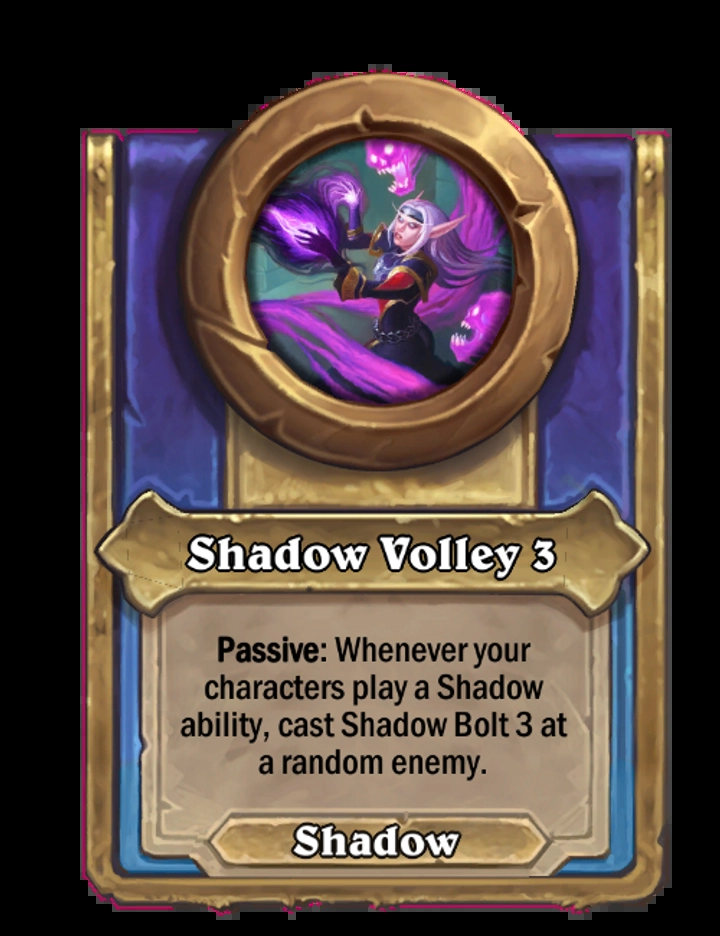 Shadow Volley 3
Passive: Whenever your
characters play a Shadow
ability, cast Shadow Bolt 3 at
a random enemy.
Shadow